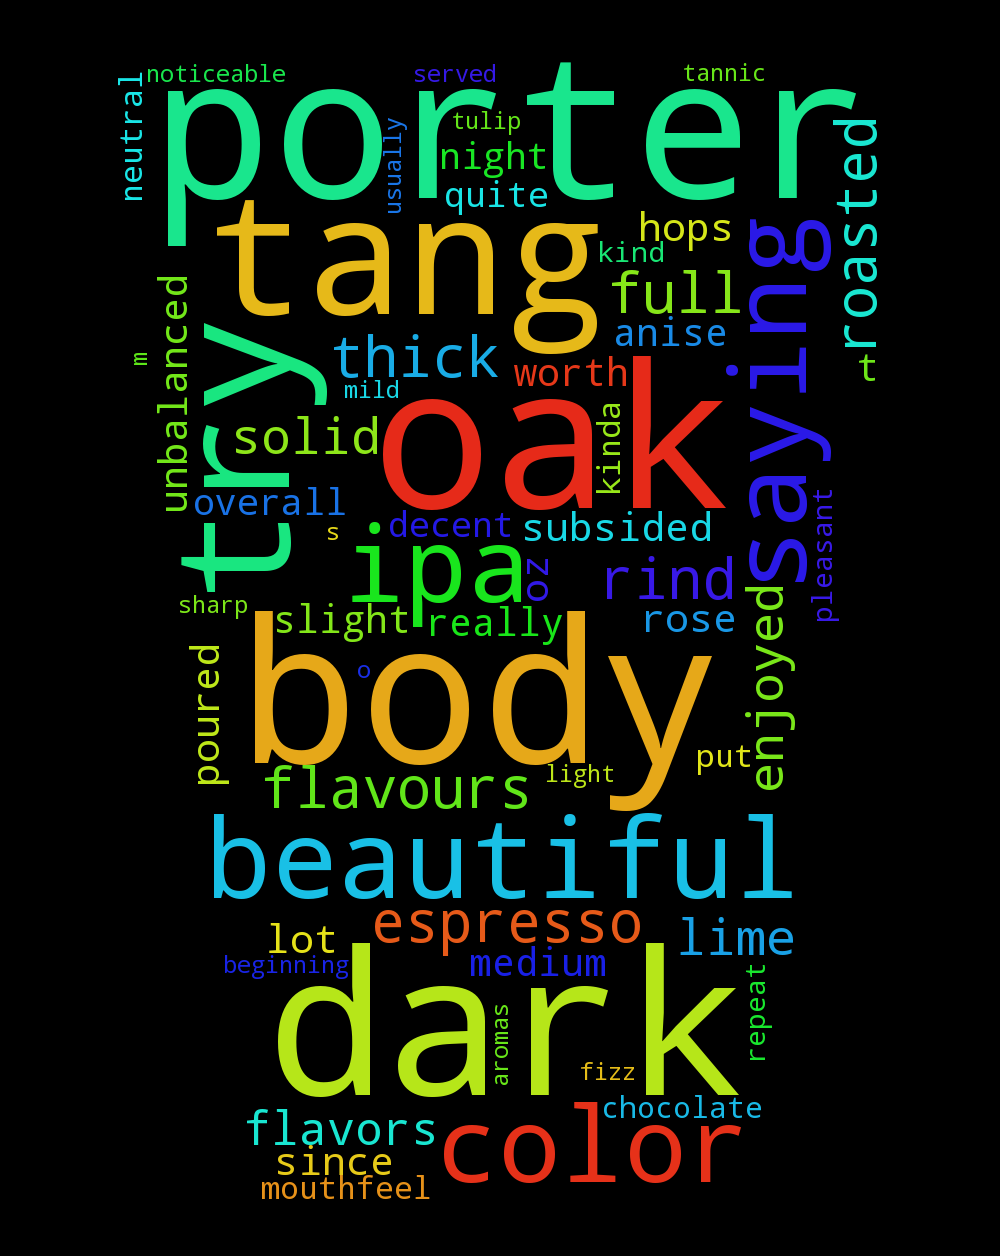 noticeable
served
tannic
porter
neutral
tulip
usually
night
quite
roasted
tang
hops
kind
saying
full
unbalanced
anise
try
thick
worth
m
t
mild
oak
solid
kinda
overall
decent
subsided
pleasant
s
ipa
oz
rind
sharp
slight
really
rose
enjoyed
body
poured
o
put
flavours
light
beautiful
espresso
lot
lime
beginning
medium
dark
repeat
aromas
fizz
chocolate
flavors
color
since
mouthfeel